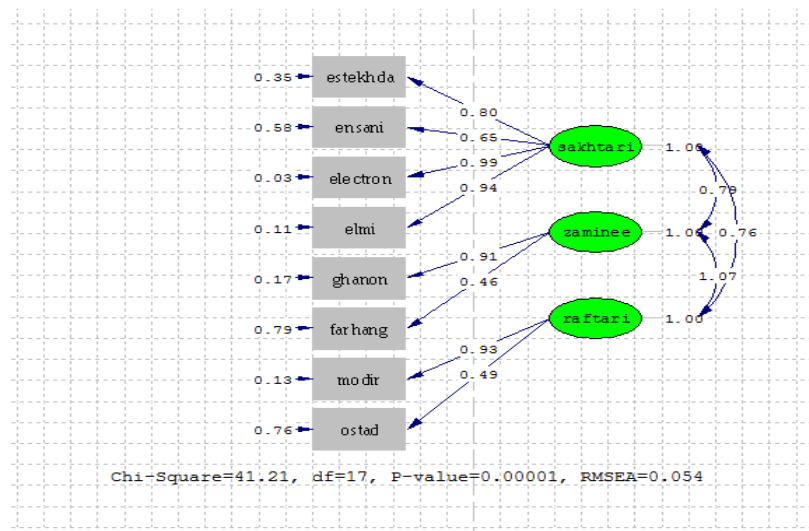 0.35 estekhda
0.80
0.58 ensani
0.65
sakhtari 1.00
0.99
0.03 electron
0.94
0.79
0.11 elmi
zaminee 1.00 0.76
0.91
0.17 ghanon
0.46
1.07
0.79 farhang
raftari 1.00
0.93
0.13 modir
0.49
0.76 ostad
Chi-Square=41.21, df=17, P-value=0.00001, RMSEA=0.054